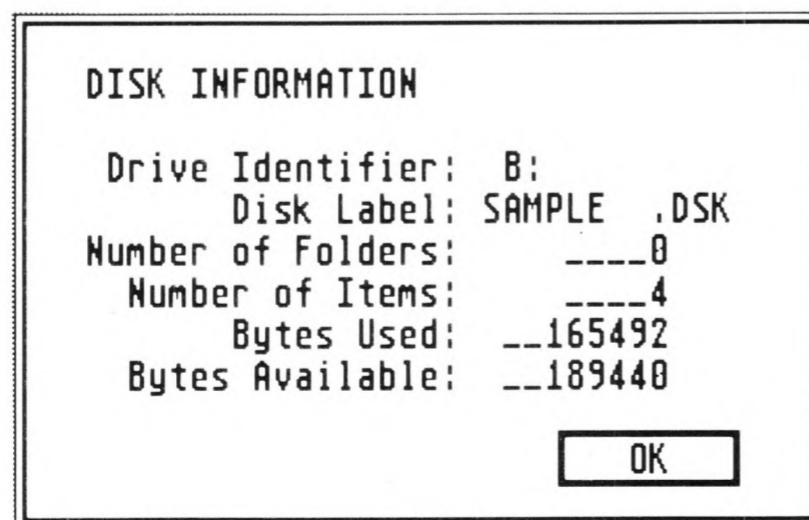 DISK INFORMATION
Drive Identifier: B:
Disk Label: SAMPLE .DSK
Number of Folders: ____0
Number of Items: ____4
Bytes Used: __165492
Bytes Available: __189440
OK